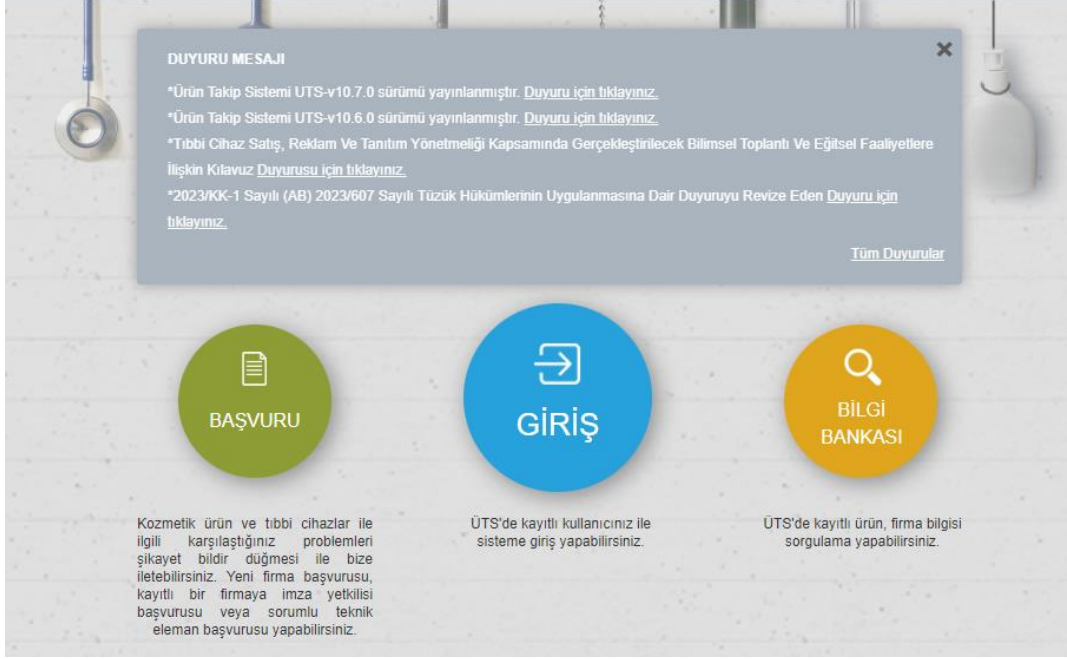 DUYURU MESAJI
*Ürün Takip Sistemi UTS-v10.7.0 sürümü yayınlanmıştır. Duyuru için tıklayınız.
*Ürün Takip Sistemi UTS-v10.6.0 sürümü yayınlanmıştır. Duyuru için tıklayınız.
*Tıbbi Cihaz Satış, Reklam Ve Tanıtım Yönetmeliği Kapsamında Gerçekleştirilecek Bilimsel Toplantı Ve Eğitsel Faaliyetlere
İlişkin Kılavuz Duyurusu için tıklayınız.
*2023/KK-1 Sayılı (AB) 2023/607 Sayılı Tüzük Hükümlerinin Uygulanmasına Dair Duyuruyu Revize Eden Duyuru için
tıklayınız.
Tüm Duyurular
BAŞVURU
Kozmetik ürün ve tıbbi cihazlar ile
ilgili karşılaştığınız problemleri
şikayet bildir düğmesi ile bize
iletebilirsiniz. Yeni firma başvurusu,
kayıtlı bir firmaya imza yetkilisi
başvurusu veya sorumlu teknik
eleman başvurusu yapabilirsiniz.
GİRİŞ
ÜTS'de kayıtlı kullanıcınız ile
sisteme giriş yapabilirsiniz.
BİLGİ
BANKASI
ÜTS'de kayıtlı ürün, firma bilgisi
sorgulama yapabilirsiniz.